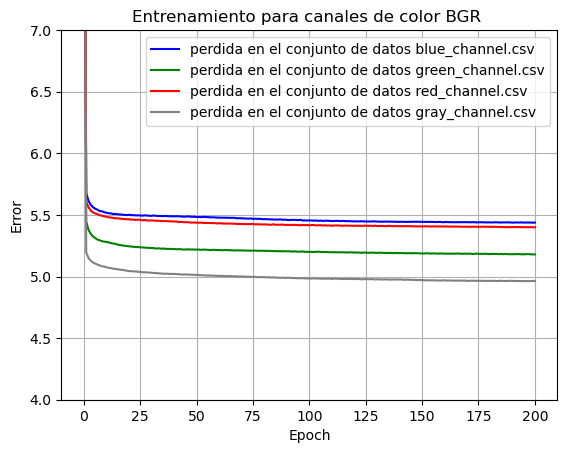 Entrenamiento para canales de color BGR
perdida en el conjunto de datos blue_channel.csv
perdida en el conjunto de datos green_channel.csv
perdida en el conjunto de datos red_channel.csv
perdida en el conjunto de datos gray_channel.csv
7.0
6.5
6.0
5.5
5.0
4.5
4.0
Error
0 25 50 75 100 125 150 175 200
Epoch